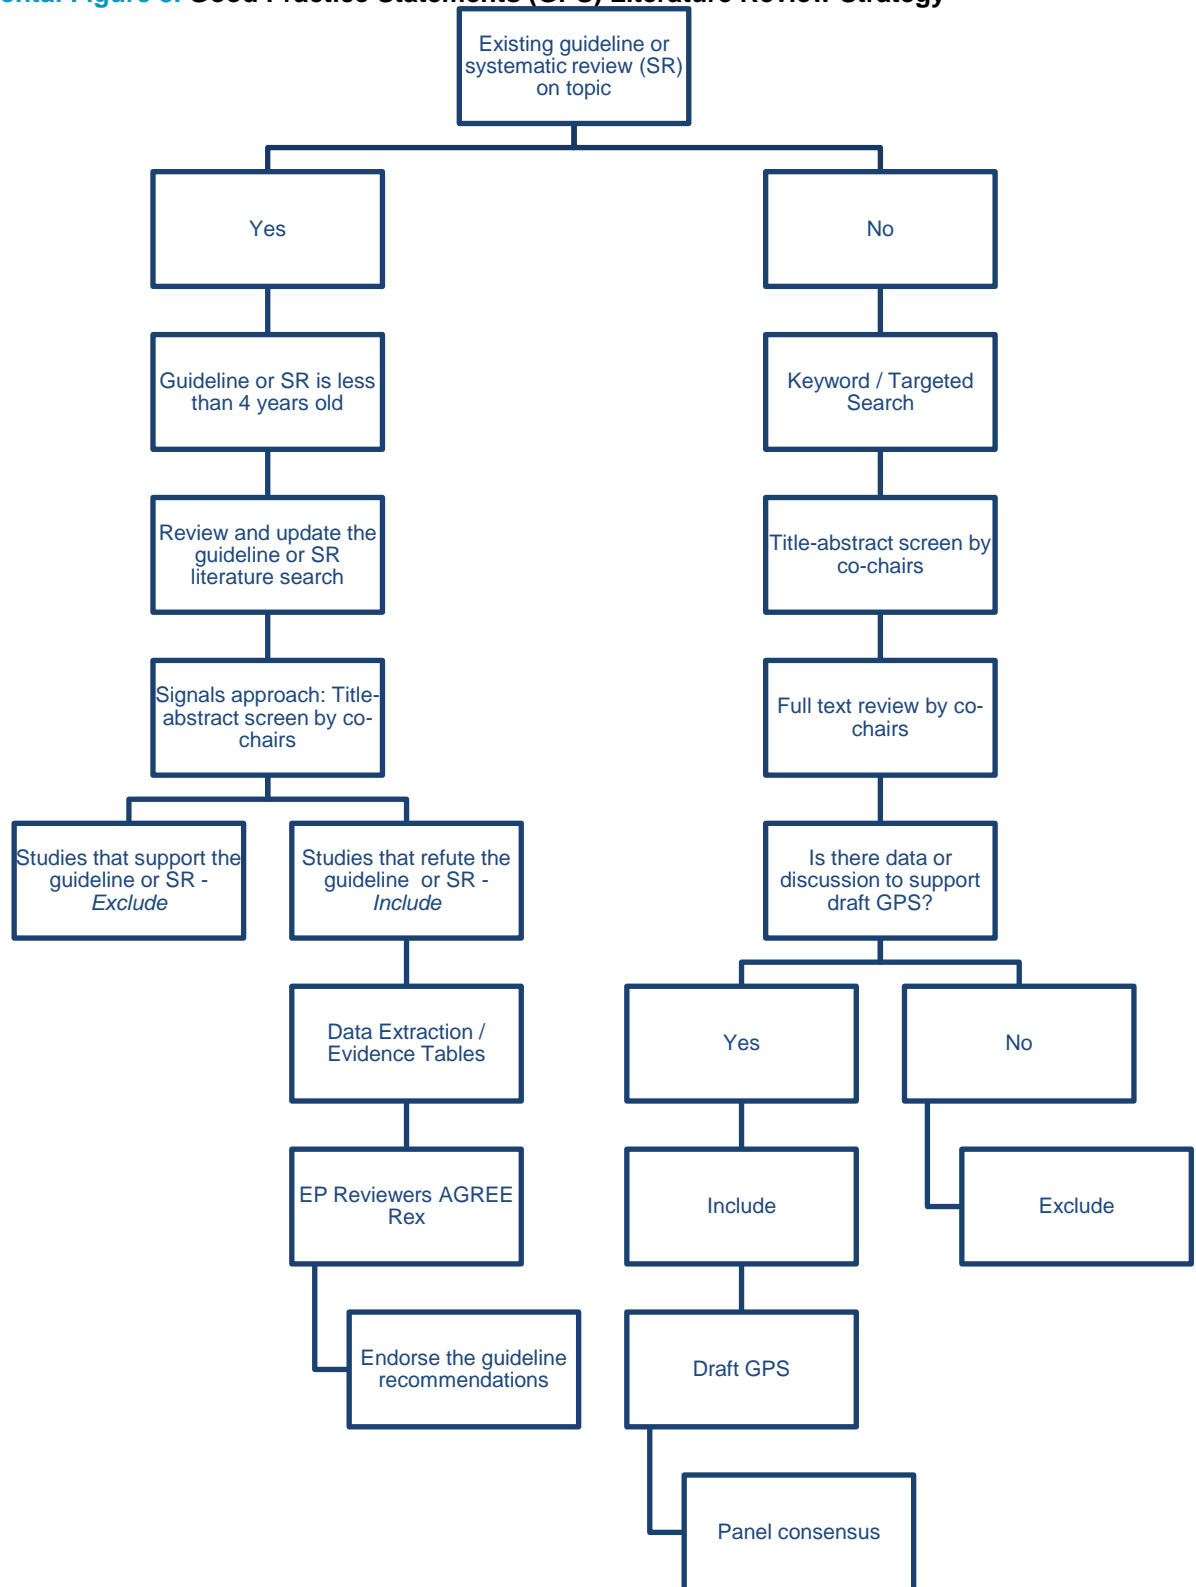 Existing guideline or
systematic review (SR)
on topic
Yes
No
Guideline or SR is less
than 4 years old
Keyword / Targeted
Search
Review and update the
guideline or SR
literature search
Title-abstract screen by
co-chairs
Signals approach: Title-
abstract screen by co-
chairs
Full text review by co-
chairs
Studies that support the
guideline or SR -
Exclude
Studies that refute the
guideline or SR -
Include
Is there data or
discussion to support
draft GPS?
Data Extraction /
Evidence Tables
Yes
No
EP Reviewers AGREE
Rex
Include
Exclude
Endorse the guideline
recommendations
Draft GPS
Panel consensus